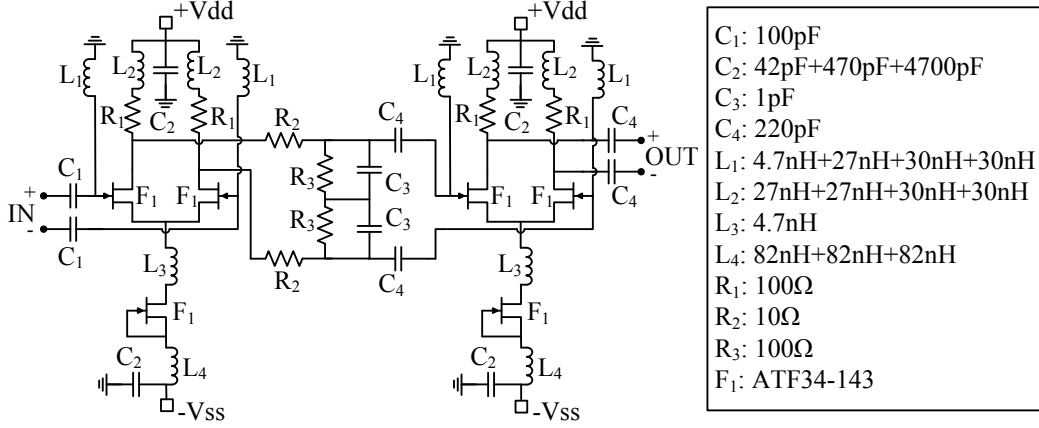 +Vdd
+Vdd
L₁
L₂
L₂
L₁
L₁
L₂
L₂
L₁
R₁
C₂
R₁
R₁
C₂
R₁
R₂
C₄
C₄
+
OUT
-
C₄
C₁
+
IN
-
C₁
F₁
F₁
R₃
C₃
R₃
C₃
F₁
F₁
R₂
C₄
L₃
L₃
F₁
F₁
C₂
L₄
C₂
L₄
-Vss
-Vss
C₁: 100pF
C₂: 42pF+470pF+4700pF
C₃: 1pF
C₄: 220pF
L₁: 4.7nH+27nH+30nH+30nH
L₂: 27nH+27nH+30nH+30nH
L₃: 4.7nH
L₄: 82nH+82nH+82nH
R₁: 100Ω
R₂: 10Ω
R₃: 100Ω
F₁: ATF34-143